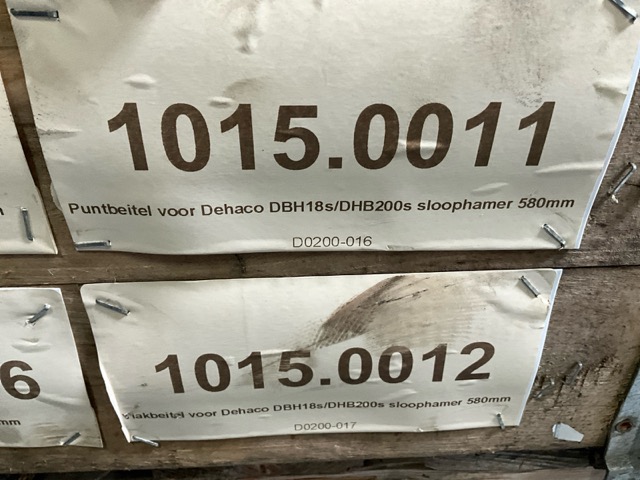 1015.0011
Puntbeitel voor Dehaco DBH18s/DHB200s sloophamer 580mm
D0200-016
6
mm
1015.0012
voor Dehaco DBH18s/DHB200s sloophamer 580mm
D0200-017